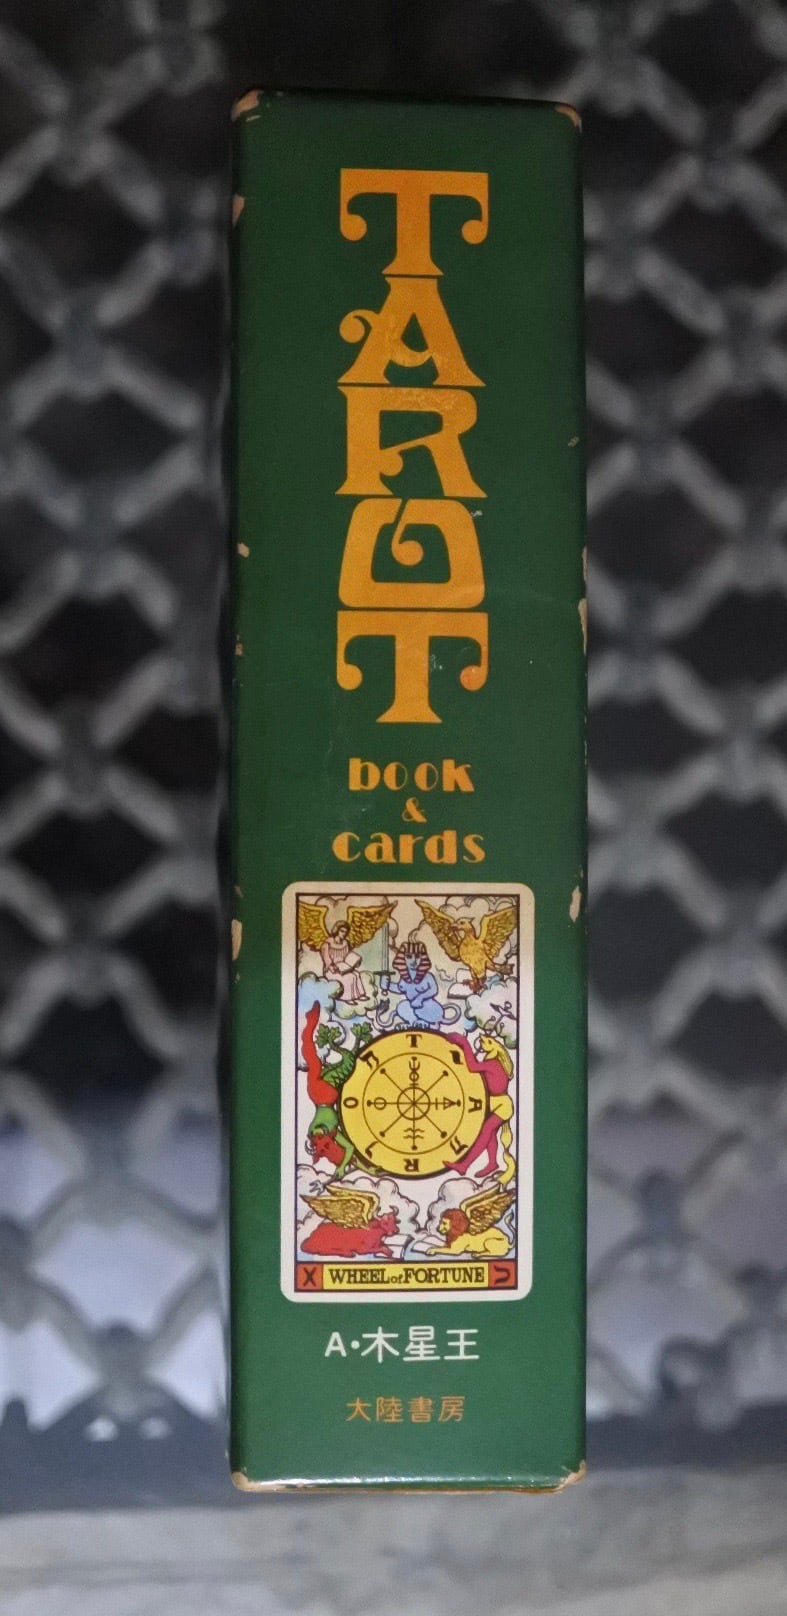 TAROT
book
&
cards
T
A
R
O
X WHEEL of FORTUNE
A・木星王
大陸書房